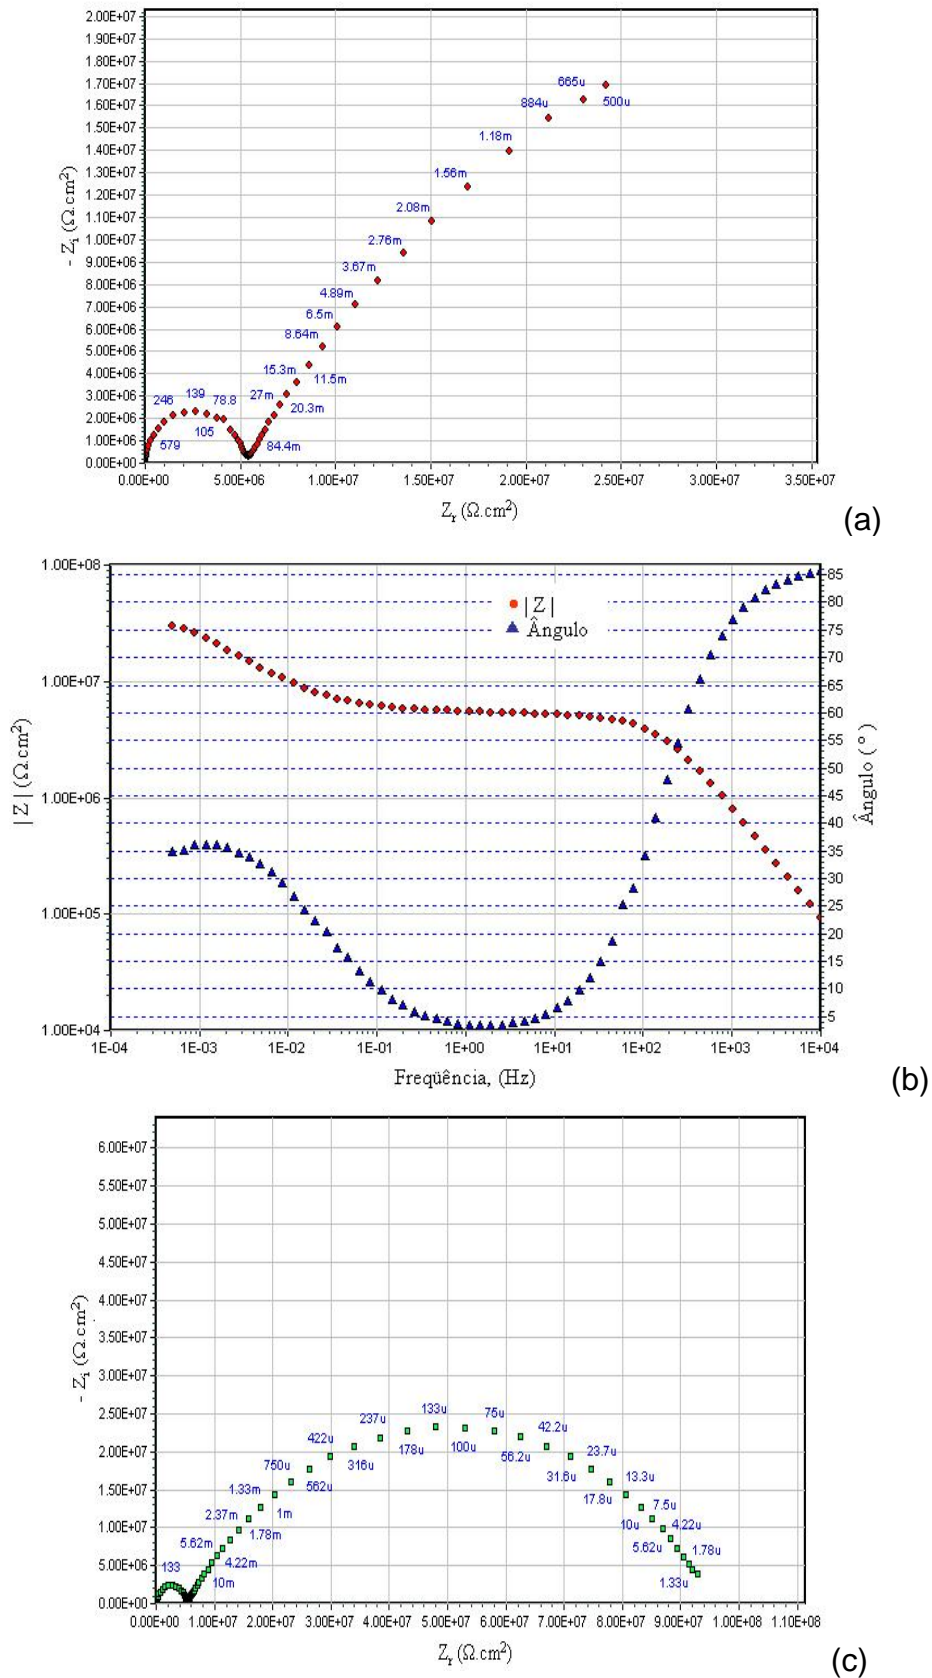 2.00E+07
1.90E+07
1.80E+07
1.70E+07
1.60E+07
1.50E+07
1.40E+07
1.30E+07
1.20E+07
1.10E+07
1.00E+07
9.00E+06
8.00E+06
7.00E+06
6.00E+06
5.00E+06
4.00E+06
3.00E+06
2.00E+06
1.00E+06
0.00E+00
- Zi (Ω.cm²)
665u
500u
884u
1.18m
1.56m
2.08m
2.76m
3.67m
4.89m
6.5m
8.64m
11.5m
15.3m
20.3m
27m
84.4m
246
139
78.8
105
579
0.00E+00 5.00E+06 1.00E+07 1.50E+07 2.00E+07 2.50E+07 3.00E+07 3.50E+07
Zr (Ω.cm²)
(a)
1.00E+08
1.00E+07
1.00E+06
1.00E+05
1.00E+04
|Z| (Ω.cm²)
|Z|
Ângulo
85
80
75
70
65
60
55
50
45
40
35
30
25
20
15
10
5
Ângulo (°)
1E-04 1E-03 1E-02 1E-01 1E+00 1E+01 1E+02 1E+03 1E+04
Freqüência, (Hz)
(b)
6.00E+07
5.50E+07
5.00E+07
4.50E+07
4.00E+07
3.50E+07
3.00E+07
2.50E+07
2.00E+07
1.50E+07
1.00E+07
5.00E+06
0.00E+00
- Zi (Ω.cm²)
133
10m
5.62m
4.22m
2.37m
1.78m
1.33m
1m
750u
562u
422u
316u
237u
178u
133u
100u
75u
56.2u
42.2u
31.6u
23.7u
17.8u
13.3u
10u
7.5u
5.62u
4.22u
1.78u
1.33u
0.00E+00 1.00E+07 2.00E+07 3.00E+07 4.00E+07 5.00E+07 6.00E+07 7.00E+07 8.00E+07 9.00E+07 1.00E+08 1.10E+08
Zr (Ω.cm²)
(c)